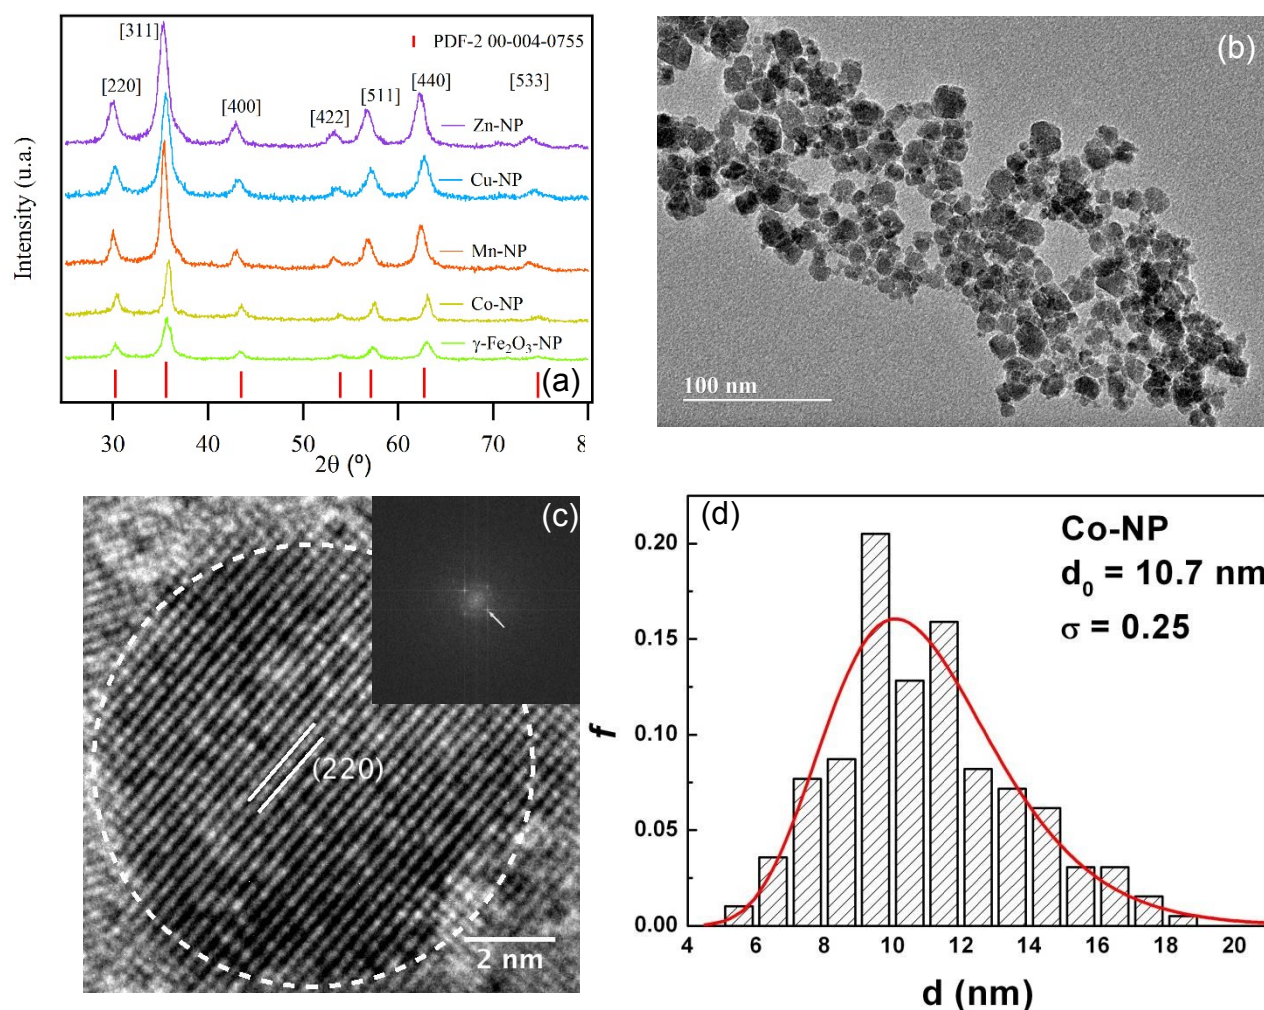 [311]
PDF-2 00-004-0755
[220]
[400]
[422]
[511]
[440]
[533]
Zn-NP
Cu-NP
Mn-NP
Co-NP
γ-Fe₂O₃-NP
Intensity (u.a.)
(a)
30 40 50 60 70 8
2θ (º)
(b)
100 nm
(c)
(220)
2 nm
(d)
Co-NP
d₀ = 10.7 nm
σ = 0.25
f
0.20
0.15
0.10
0.05
0.00
4 6 8 10 12 14 16 18 20
d (nm)